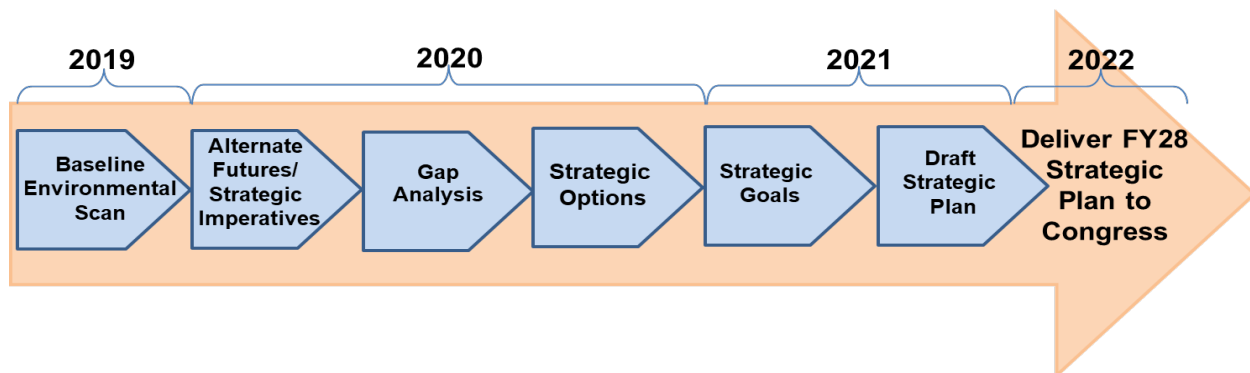 2019
2020
2021
2022
Baseline
Environmental
Scan
Alternate
Futures/
Strategic
Imperatives
Gap
Analysis
Strategic
Options
Strategic
Goals
Draft
Strategic
Plan
Deliver FY28
Strategic
Plan to
Congress